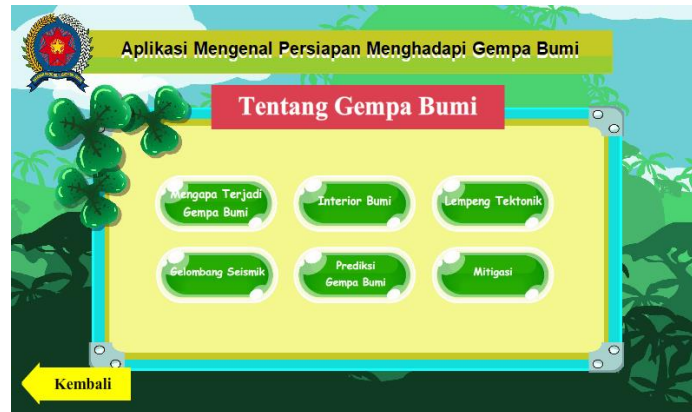 Aplikasi Mengenal Persiapan Menghadapi Gempa Bumi
Tentang Gempa Bumi
Mengapa Terjadi
Gempa Bumi
Interior Bumi
Lempeng Tektonik
Gelombang Seismik
Prediksi
Gempa Bumi
Mitigasi
Kembali